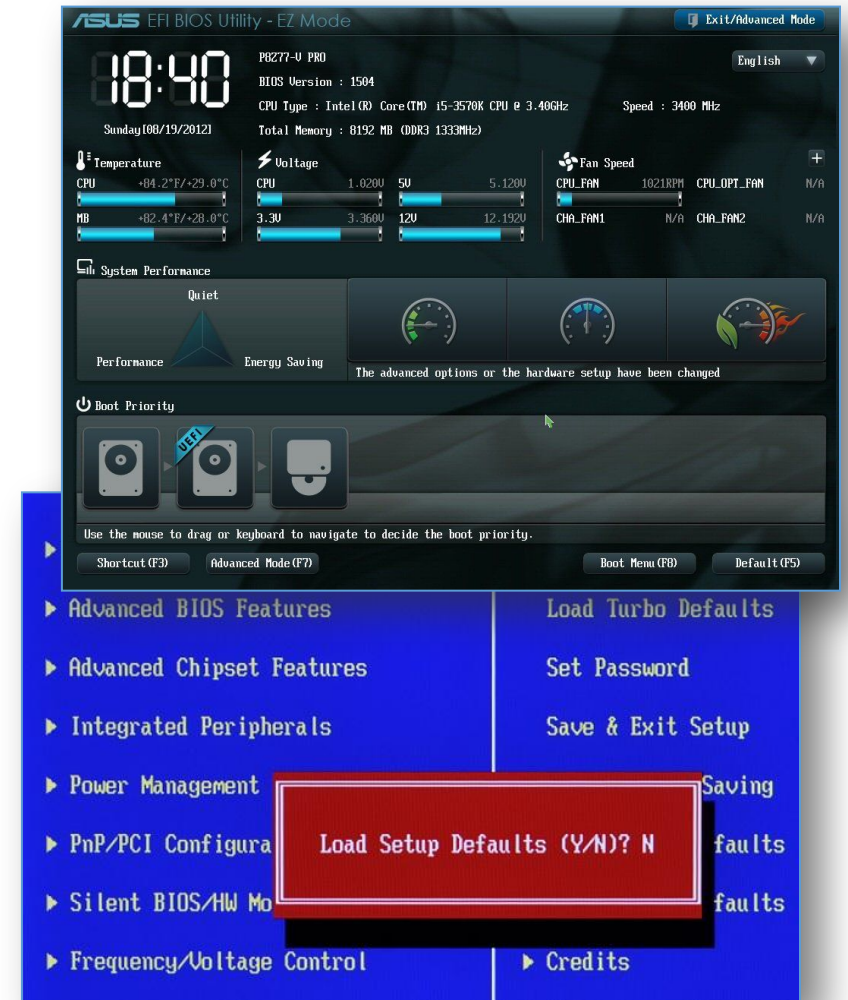 ASUS EFI BIOS Utility - EZ Mode
Exit/Advanced Mode
18:40
Sunday[08/19/2012]
P8Z77-V PRO
BIOS Version : 1504
CPU Type : Intel(R) Core(TM) i5-3570K CPU @ 3.40GHz
Speed : 3400 MHz
Total Memory : 8192 MB (DDR3 1333MHz)
English
Temperature
CPU +84.2°F/+29.0°C
MB +82.4°F/+28.0°C
Voltage
CPU 1.020V 5V 5.120V
3.3V 3.360V 12V 12.192V
Fan Speed
CPU_FAN 1021RPM CPU_OPT_FAN N/A
CHA_FAN1 N/A CHA_FAN2 N/A
System Performance
Quiet
Performance
Energy Saving
The advanced options or the hardware setup have been changed
Boot Priority
UEFI
Use the mouse to drag or keyboard to navigate to decide the boot priority.
Shortcut(F3)
Advanced Mode(F7)
Boot Menu(F8)
Default(F5)
Advanced BIOS Features
Advanced Chipset Features
Integrated Peripherals
Power Management
PnP/PCI Configura
Silent BIOS/HW Mo
Frequency/Voltage Control
Load Turbo Defaults
Set Password
Save & Exit Setup
Saving
faults
faults
Credits
Load Setup Defaults (Y/N)? N